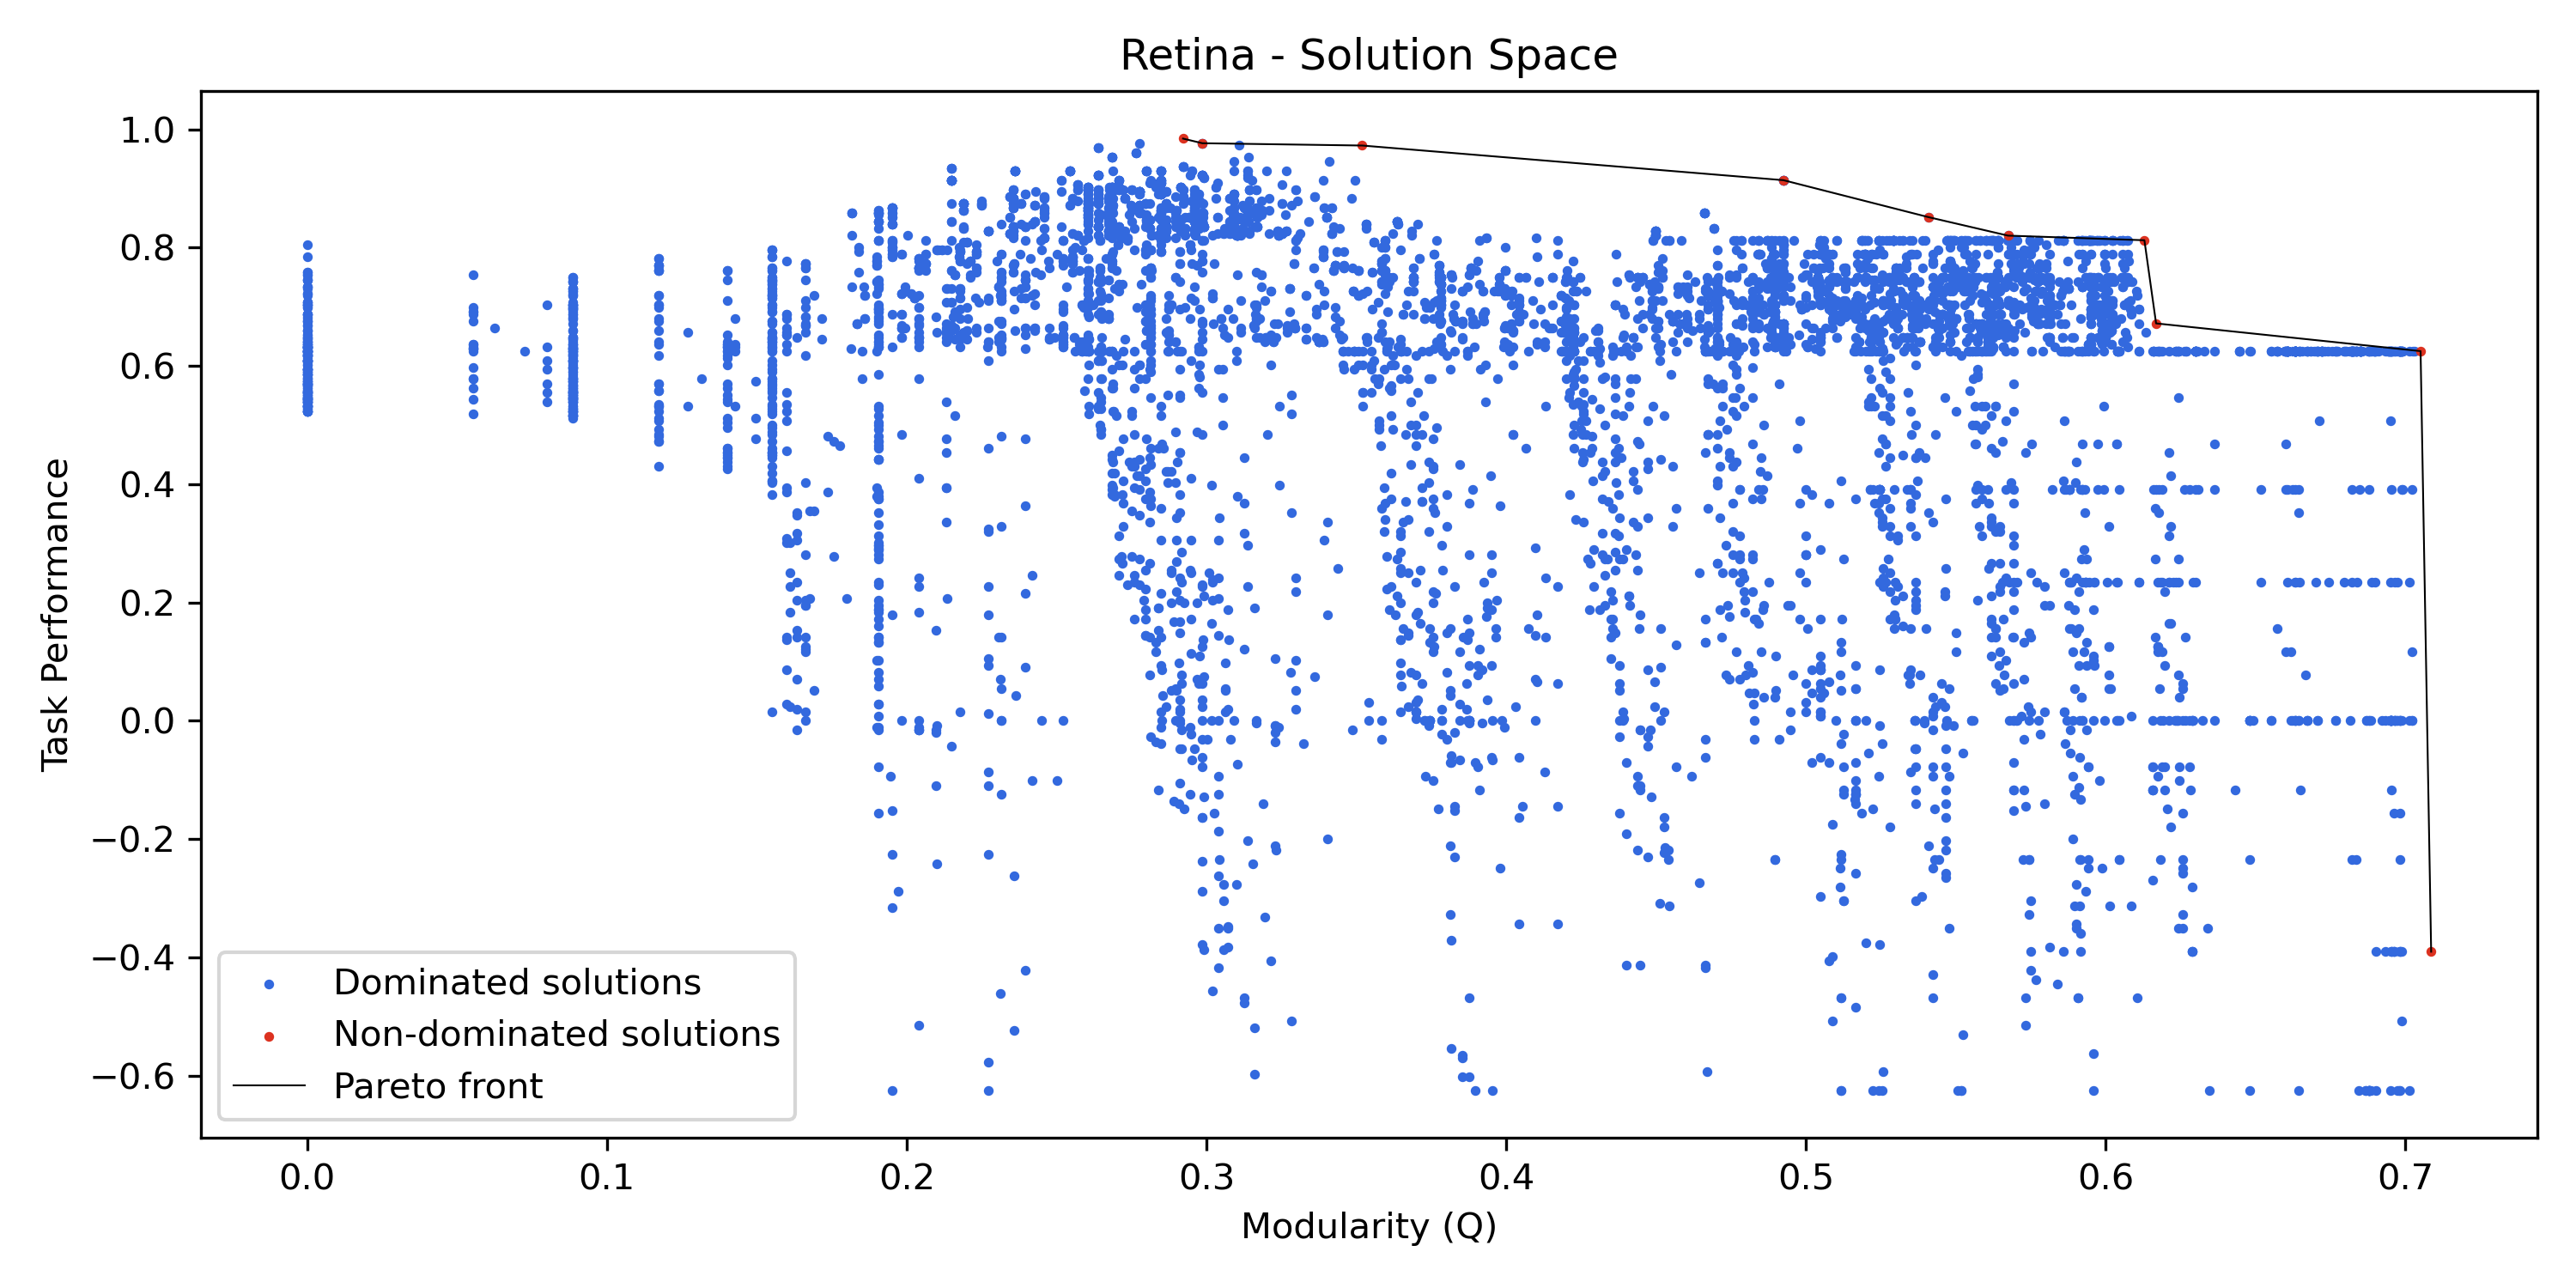 Retina - Solution Space
1.0
0.8
0.6
0.4
0.2
0.0
−0.2
−0.4
−0.6
Task Performance
Dominated solutions
Non-dominated solutions
Pareto front
0.0 0.1 0.2 0.3 0.4 0.5 0.6 0.7
Modularity (Q)